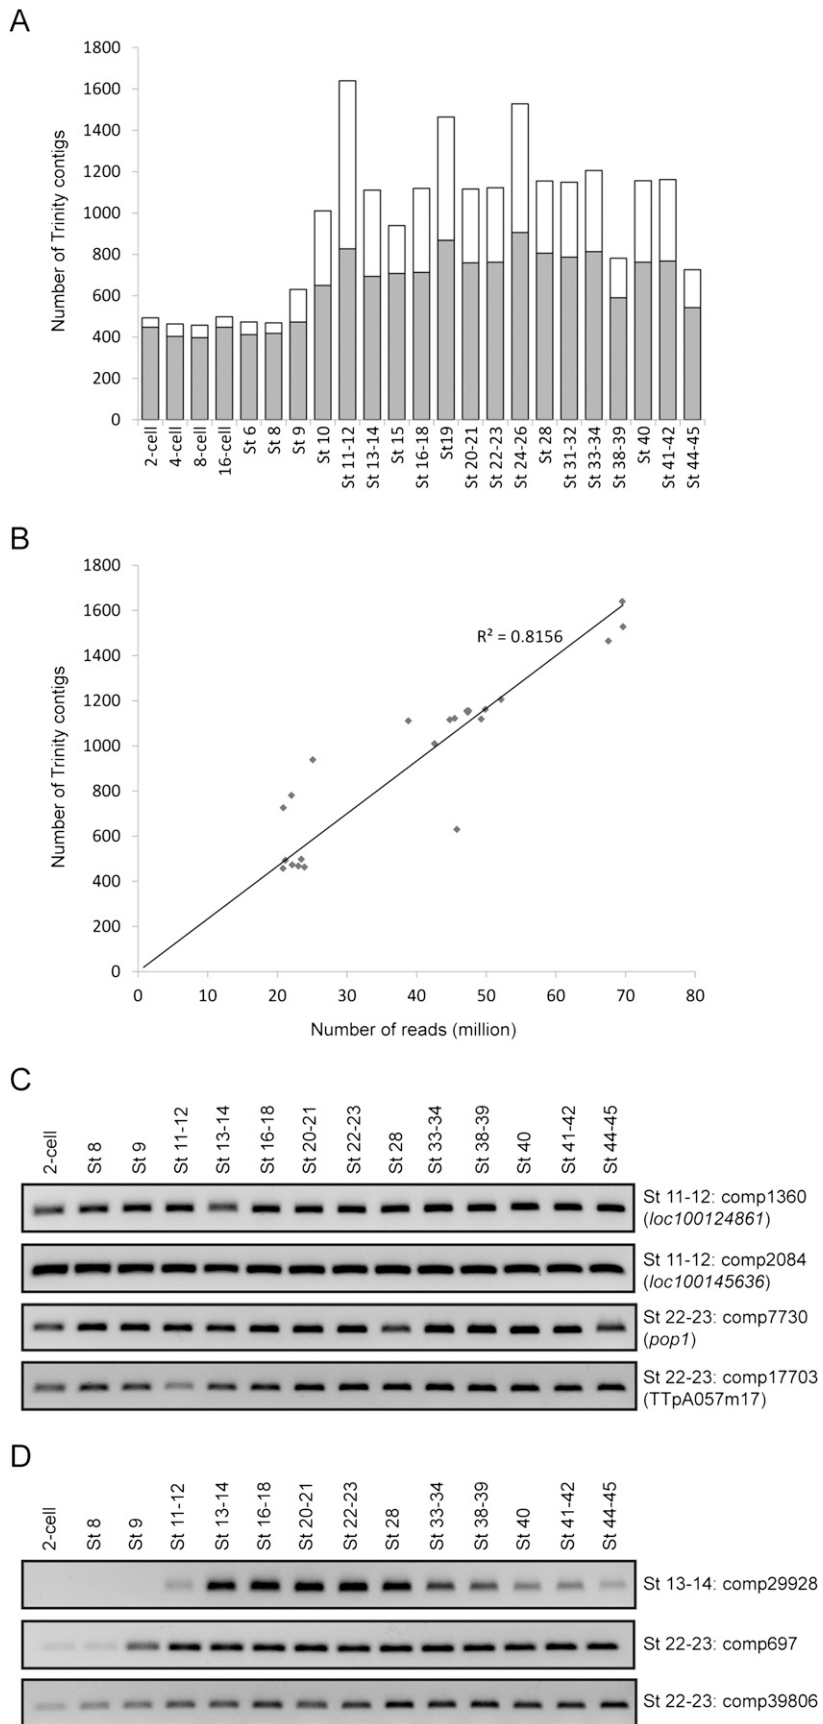 A
Number of Trinity contigs
1800
1600
1400
1200
1000
800
600
400
200
0
2-cell
4-cell
8-cell
16-cell
St 6
St 8
St 9
St 10
St 11-12
St 13-14
St 15
St 16-18
St19
St 20-21
St 22-23
St 24-26
St 28
St 31-32
St 33-34
St 38-39
St 40
St 41-42
St 44-45
B
Number of Trinity contigs
1800
1600
1400
1200
1000
800
600
400
200
0
R² = 0.8156
0 10 20 30 40 50 60 70 80
Number of reads (million)
C
2-cell
St 8
St 9
St 11-12
St 13-14
St 16-18
St 20-21
St 22-23
St 28
St 33-34
St 38-39
St 40
St 41-42
St 44-45
St 11-12: comp1360
(loc100124861)
St 11-12: comp2084
(loc100145636)
St 22-23: comp7730
(pop1)
St 22-23: comp17703
(TTpA057m17)
D
2-cell
St 8
St 9
St 11-12
St 13-14
St 16-18
St 20-21
St 22-23
St 28
St 33-34
St 38-39
St 40
St 41-42
St 44-45
St 13-14: comp29928
St 22-23: comp697
St 22-23: comp39806